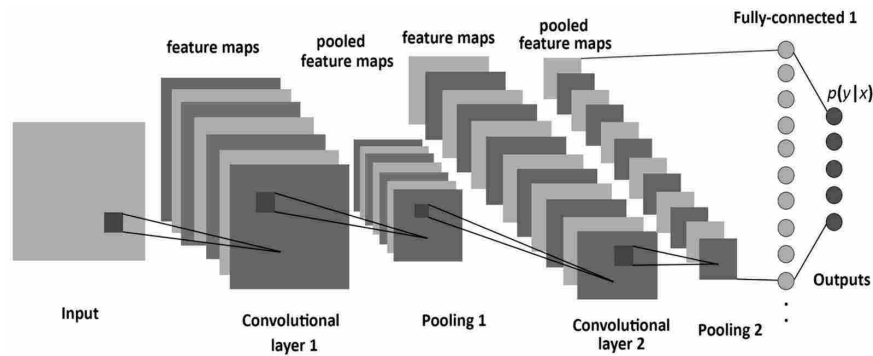 Fully-connected 1
feature maps
pooled
feature maps
feature maps
pooled
feature maps
p(y|x)
Input
Convolutional
layer 1
Pooling 1
Convolutional
layer 2
Pooling 2
Outputs